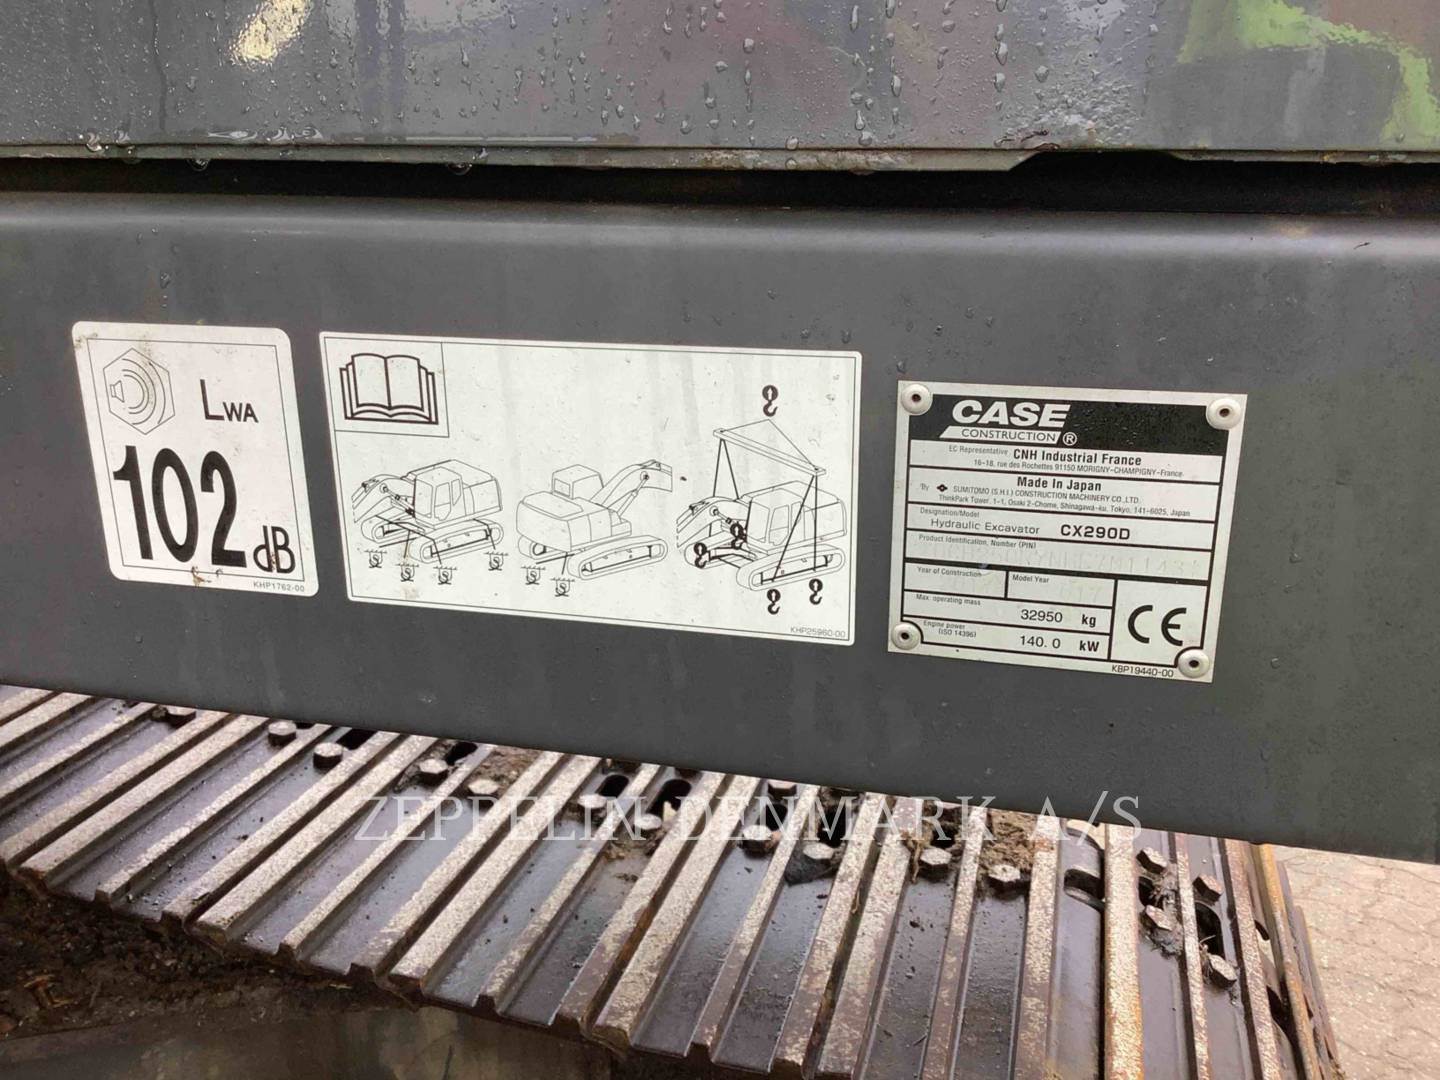 LWA
102 dB
KHP1762-00
KHP25960-00
CASE
CONSTRUCTION ®
EC Representative CNH Industrial France
16-18, rue des Rochettes 91150 MORIGNY-CHAMPIGNY-France
Made in Japan
By SUMITOMO (S.H.I.) CONSTRUCTION MACHINERY CO., LTD.
ThinkPark Tower, 1-1, Osaki 2-Chome, Shinagawa-ku, Tokyo, 141-6025, Japan
Designation/Model
Hydraulic Excavator CX290D
Product Identification, Number (PIN)
Year of Construction
Model Year
Max. operating mass
32950 kg
Engine power
(ISO 14396)
140.0 kW
CE
KBP19440-00
ZEPPELIN DENMARK A/S